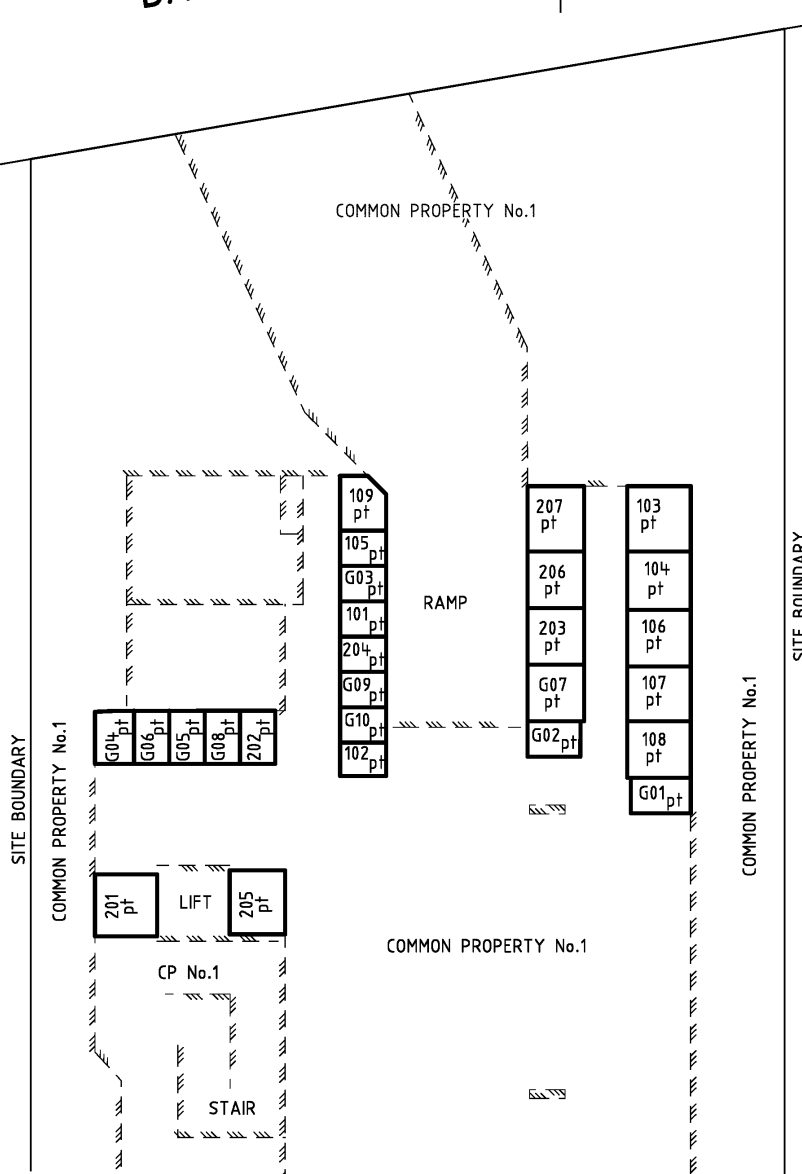 COMMON PROPERTY No.1
109
pt
105 pt
G03 pt
101 pt
204 pt
G09 pt
G10 pt
102 pt
RAMP
207
pt
206
pt
203
pt
G07
pt
G02 pt
103
pt
104
pt
106
pt
107
pt
108
pt
G01 pt
G04 pt
G06 pt
G05 pt
G08 pt
202 pt
SITE BOUNDARY
COMMON PROPERTY No.1
201
pt
LIFT
205
pt
CP No.1
STAIR
COMMON PROPERTY No.1
COMMON PROPERTY No.1
SITE BOUNDARY